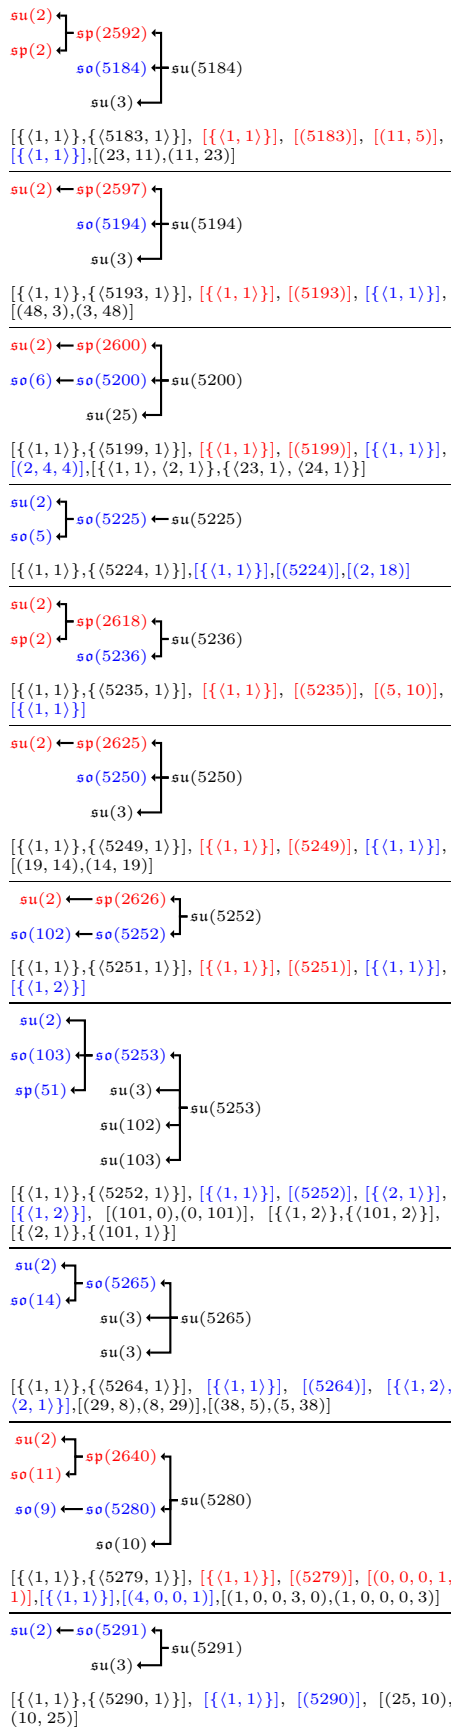 𝔰𝔲(2)
𝔰𝔭(2592)
𝔰𝔭(2)
𝔰𝔬(5184) 𝔰𝔲(5184)
𝔰𝔲(3)
[{⟨1, 1⟩},{⟨5183, 1⟩}], [{⟨1, 1⟩}], [(5183)], [(11, 5)],
[{⟨1, 1⟩}],[(23, 11),(11, 23)]
𝔰𝔲(2) 𝔰𝔭(2597)
𝔰𝔬(5194) 𝔰𝔲(5194)
𝔰𝔲(3)
[{⟨1, 1⟩},{⟨5193, 1⟩}], [{⟨1, 1⟩}], [(5193)], [{⟨1, 1⟩}],
[(48, 3),(3, 48)]
𝔰𝔲(2) 𝔰𝔭(2600)
𝔰𝔬(6) 𝔰𝔬(5200) 𝔰𝔲(5200)
𝔰𝔲(25)
[{⟨1, 1⟩},{⟨5199, 1⟩}], [{⟨1, 1⟩}], [(5199)], [{⟨1, 1⟩}],
[(2, 4, 4)],[{⟨1, 1⟩, ⟨2, 1⟩},{⟨23, 1⟩, ⟨24, 1⟩}]
𝔰𝔲(2)
𝔰𝔬(5225) 𝔰𝔲(5225)
𝔰𝔬(5)
[{⟨1, 1⟩},{⟨5224, 1⟩}],[{⟨1, 1⟩}],[(5224)],[(2, 18)]
𝔰𝔲(2)
𝔰𝔭(2618)
𝔰𝔭(2) 𝔰𝔲(5236)
𝔰𝔬(5236)
[{⟨1, 1⟩},{⟨5235, 1⟩}], [{⟨1, 1⟩}], [(5235)], [(5, 10)],
[{⟨1, 1⟩}]
𝔰𝔲(2) 𝔰𝔭(2625)
𝔰𝔬(5250) 𝔰𝔲(5250)
𝔰𝔲(3)
[{⟨1, 1⟩},{⟨5249, 1⟩}], [{⟨1, 1⟩}], [(5249)], [{⟨1, 1⟩}],
[(19, 14),(14, 19)]
𝔰𝔲(2) 𝔰𝔭(2626)
𝔰𝔲(5252)
𝔰𝔬(102) 𝔰𝔬(5252)
[{⟨1, 1⟩},{⟨5251, 1⟩}], [{⟨1, 1⟩}], [(5251)], [{⟨1, 1⟩}],
[{⟨1, 2⟩}]
𝔰𝔲(2)
𝔰𝔬(103) 𝔰𝔬(5253)
𝔰𝔭(51) 𝔰𝔲(3)
𝔰𝔲(5253)
𝔰𝔲(102)
𝔰𝔲(103)
[{⟨1, 1⟩},{⟨5252, 1⟩}], [{⟨1, 1⟩}], [(5252)], [{⟨2, 1⟩}],
[{⟨1, 2⟩}], [(101, 0),(0, 101)], [{⟨1, 2⟩},{⟨101, 2⟩}],
[{⟨2, 1⟩},{⟨101, 1⟩}]
𝔰𝔲(2)
𝔰𝔬(5265)
𝔰𝔬(14)
𝔰𝔲(3) 𝔰𝔲(5265)
𝔰𝔲(3)
[{⟨1, 1⟩},{⟨5264, 1⟩}], [{⟨1, 1⟩}], [(5264)], [{⟨1, 2⟩,
⟨2, 1⟩}],[(29, 8),(8, 29)],[(38, 5),(5, 38)]
𝔰𝔲(2)
𝔰𝔭(2640)
𝔰𝔬(11)
𝔰𝔲(5280)
𝔰𝔬(9) 𝔰𝔬(5280)
𝔰𝔬(10)
[{⟨1, 1⟩},{⟨5279, 1⟩}], [{⟨1, 1⟩}], [(5279)], [(0, 0, 0, 1,
1)],[{⟨1, 1⟩}],[(4, 0, 0, 1)],[(1, 0, 0, 3, 0),(1, 0, 0, 0, 3)]
𝔰𝔲(2) 𝔰𝔬(5291)
𝔰𝔲(5291)
𝔰𝔲(3)
[{⟨1, 1⟩},{⟨5290, 1⟩}], [{⟨1, 1⟩}], [(5290)], [(25, 10),
(10, 25)]